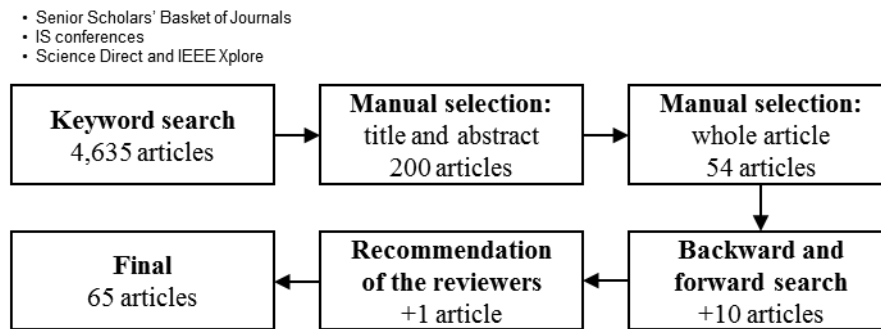 • Senior Scholars' Basket of Journals
• IS conferences
• Science Direct and IEEE Xplore
Keyword search
4,635 articles
Manual selection:
title and abstract
200 articles
Manual selection:
whole article
54 articles
Backward and
forward search
+10 articles
Recommendation
of the reviewers
+1 article
Final
65 articles